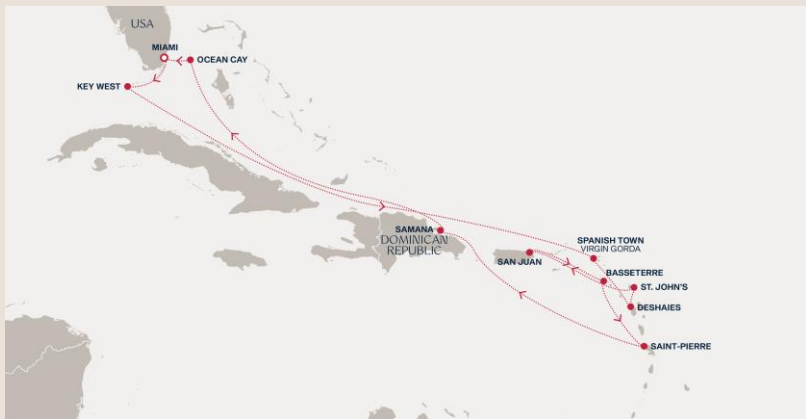 USA
MIAMI
OCEAN CAY
KEY WEST
SAMANA
DOMINICAN
REPUBLIC
SAN JUAN
SPANISH TOWN
VIRGIN GORDA
BASSETERRE
ST. JOHN'S
DESHAIES
SAINT-PIERRE